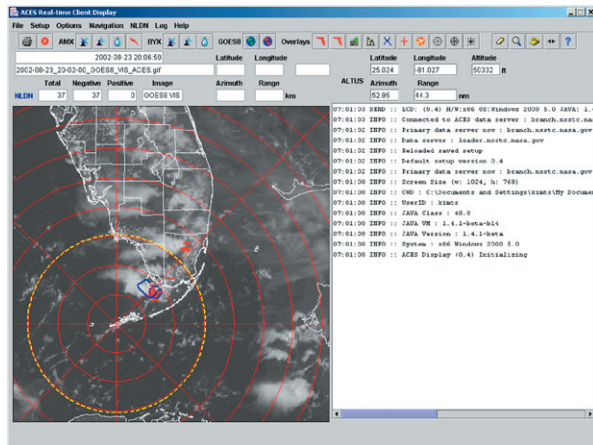 ACES Real-time Client Display
File Setup Options Navigation NLDN Log Help
AMX BYX GOES8 Overlays
2002-08-23 20:06:59
Latitude Longitude Latitude Longitude Altitude
2002-08-23_20-02-00_GOES8_VIS_ACES.gif
25.024 -81.027 50332 ft
Total Negative Positive Image Azimuth Range ALTUS Azimuth Range
NLDN 37 37 0 GOES8 VIS km 52.95 44.3 nm
07:01:03 SEND :: LCD: (0.4) H/W:x86 OS:Windows 2000 5.0 JAVA: 1.
07:01:03 INFO :: Connected to ACES data server : branch.nsstc.nas
07:01:02 INFO :: Primary data server now : branch.nsstc.nasa.gov
07:01:02 INFO :: Data server : leader.nsstc.nasa.gov
07:01:02 INFO :: Reloaded saved setup
07:01:02 INFO :: Default setup version 0.4
07:01:02 INFO :: Primary data server now : branch.nsstc.nasa.gov
07:01:00 INFO :: Screen Size (w: 1024, h: 768)
07:01:00 INFO :: CWD : C:\Documents and Settings\kimts\My Documen
07:01:00 INFO :: UserID : kimts
07:01:00 INFO :: JAVA Class : 48.0
07:01:00 INFO :: JAVA VM : 1.4.1-beta-b14
07:01:00 INFO :: JAVA Version : 1.4.1-beta
07:01:00 INFO :: System : x86 Windows 2000 5.0
07:01:00 INFO :: ACES Display (0.4) Initializing